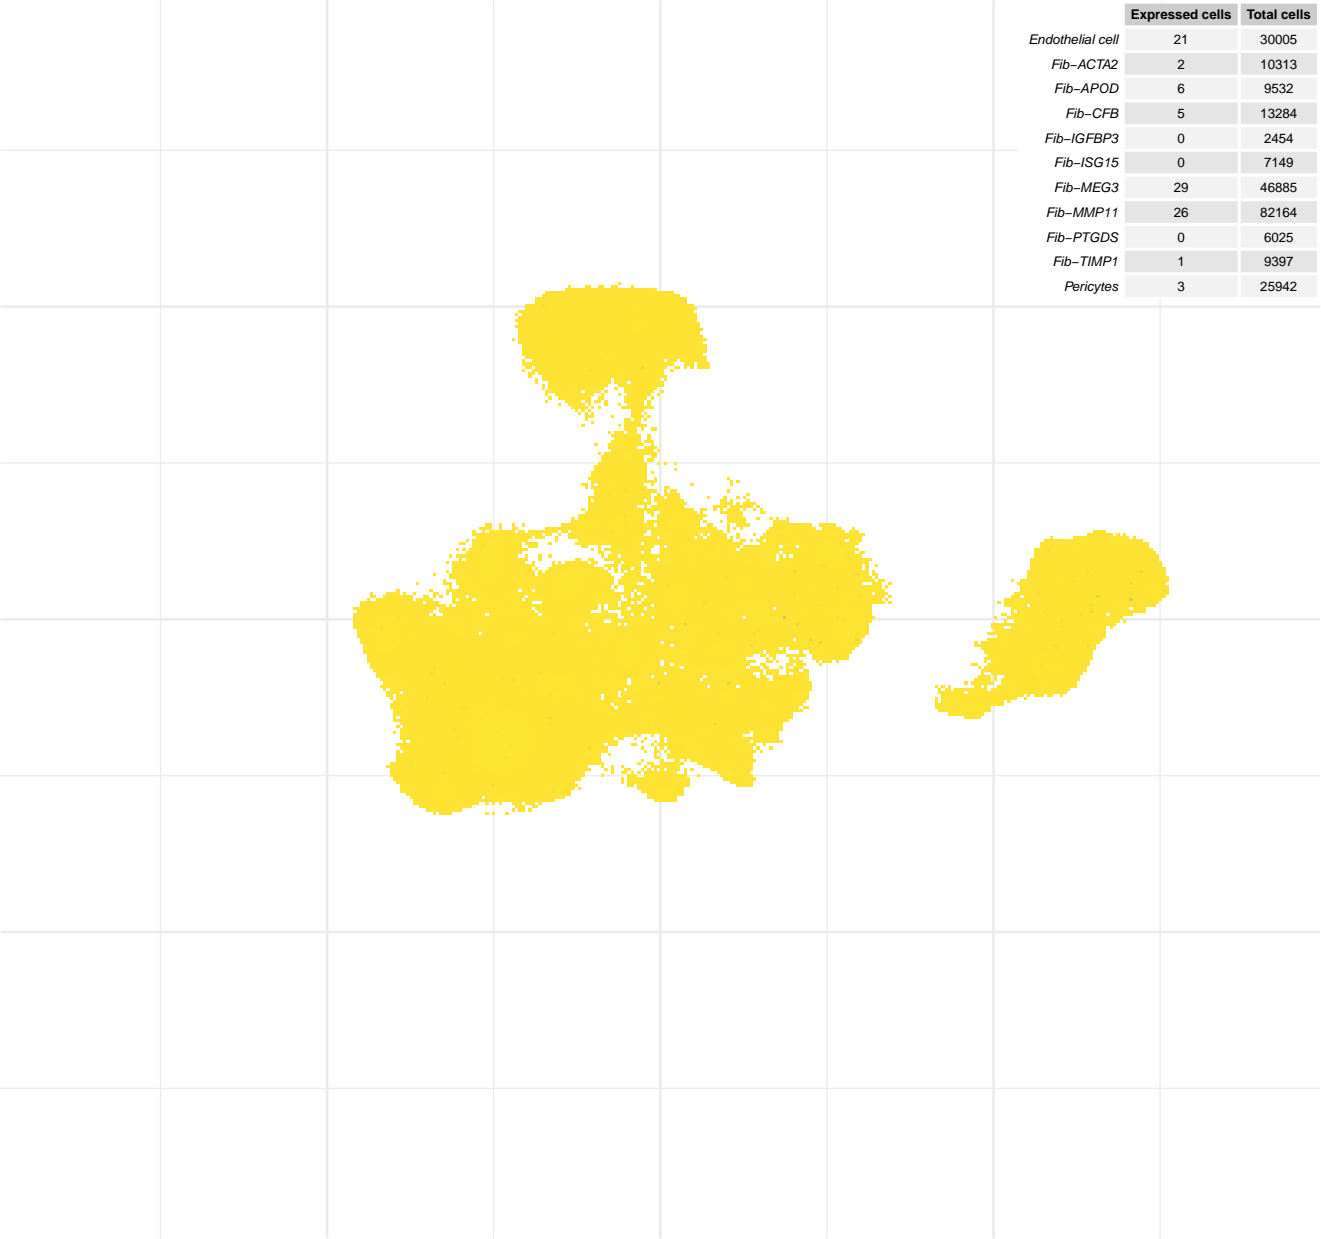 Expressed cells Total cells
Endothelial cell 21 30005
Fib−ACTA2 2 10313
Fib−APOD 6 9532
Fib−CFB 5 13284
Fib−IGFBP3 0 2454
Fib−ISG15 0 7149
Fib−MEG3 29 46885
Fib−MMP11 26 82164
Fib−PTGDS 0 6025
Fib−TIMP1 1 9397
Pericytes 3 25942